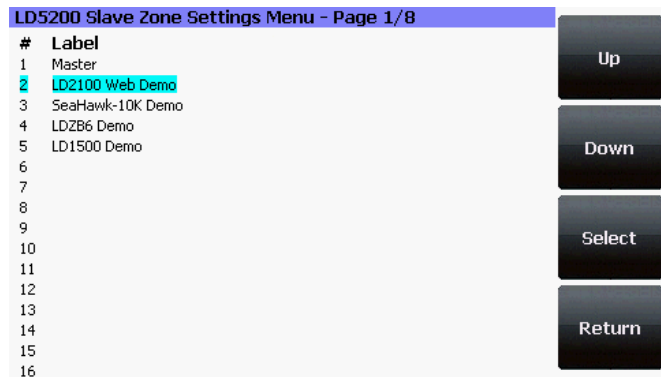 LD5200 Slave Zone Settings Menu - Page 1/8
# Label
1 Master
2 LD2100 Web Demo
3 SeaHawk-10K Demo
4 LDZB6 Demo
5 LD1500 Demo
6
7
8
9
10
11
12
13
14
15
16
Up
Down
Select
Return